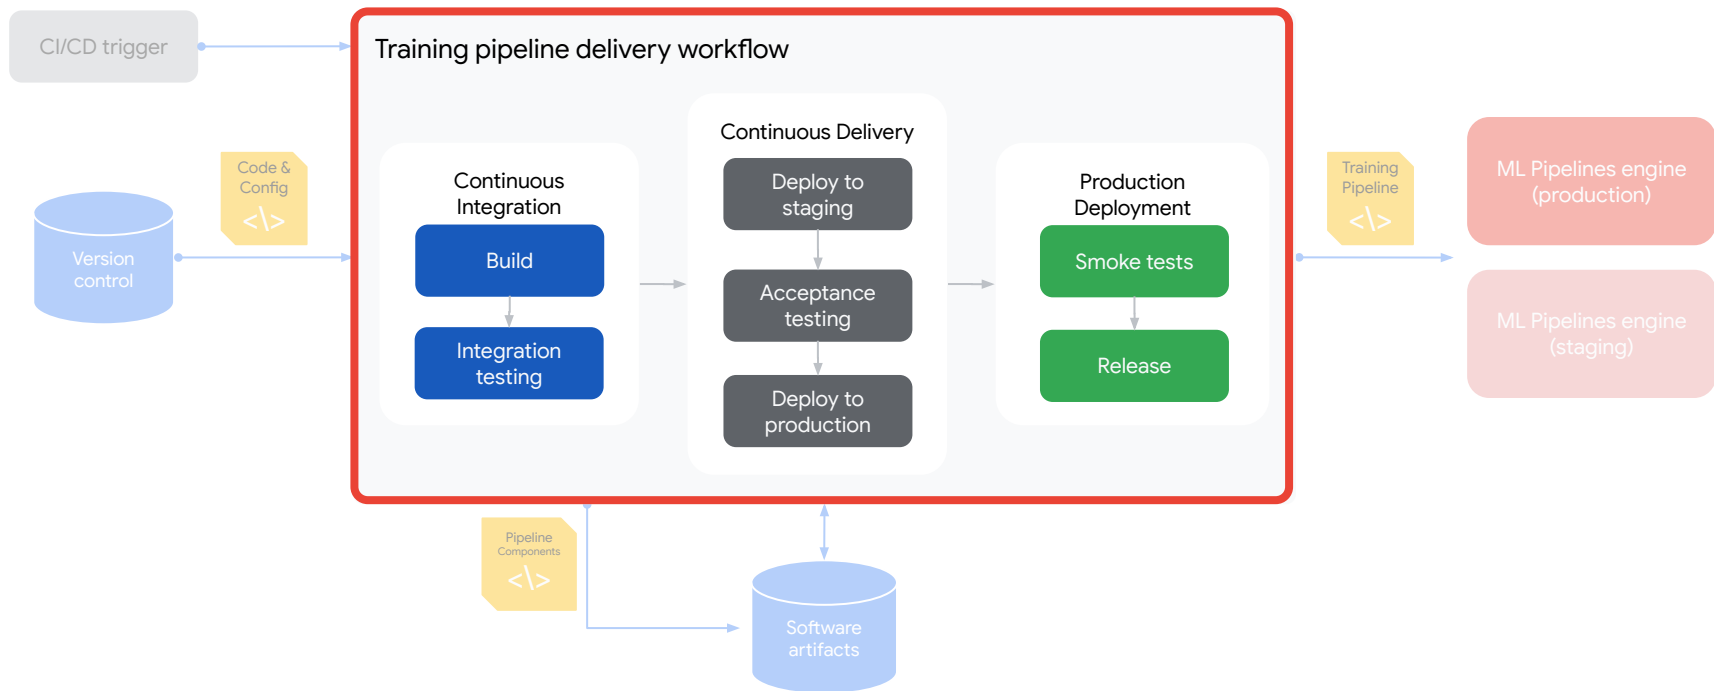 CI/CD trigger
Training pipeline delivery workflow
Code &
Config
</>
Version
control
Continuous
Integration
Build
Integration
testing
Continuous Delivery
Deploy to
staging
Acceptance
testing
Deploy to
production
Production
Deployment
Smoke tests
Release
Training
Pipeline
</>
ML Pipelines engine
(production)
ML Pipelines engine
(staging)
Pipeline
Components
</>
Software
artifacts